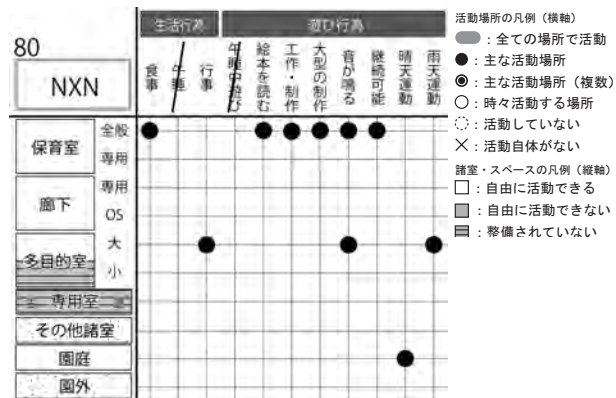 生活行為
遊び行為
80
NXN
食事
午睡
行事
午睡中遊び
絵本を読む
工作・制作
大型の制作
音が鳴る
継続可能
晴天運動
雨天運動
保育室
全般
専用
廊下
専用
OS
多目的室
大
小
専用室
その他諸室
園庭
園外
活動場所の凡例（横軸）
：全ての場所で活動
：主な活動場所
：主な活動場所（複数）
：時々活動する場所
：活動していない
：活動自体がない
諸室・スペースの凡例（縦軸）
：自由に活動できる
：自由に活動できない
：整備されていない